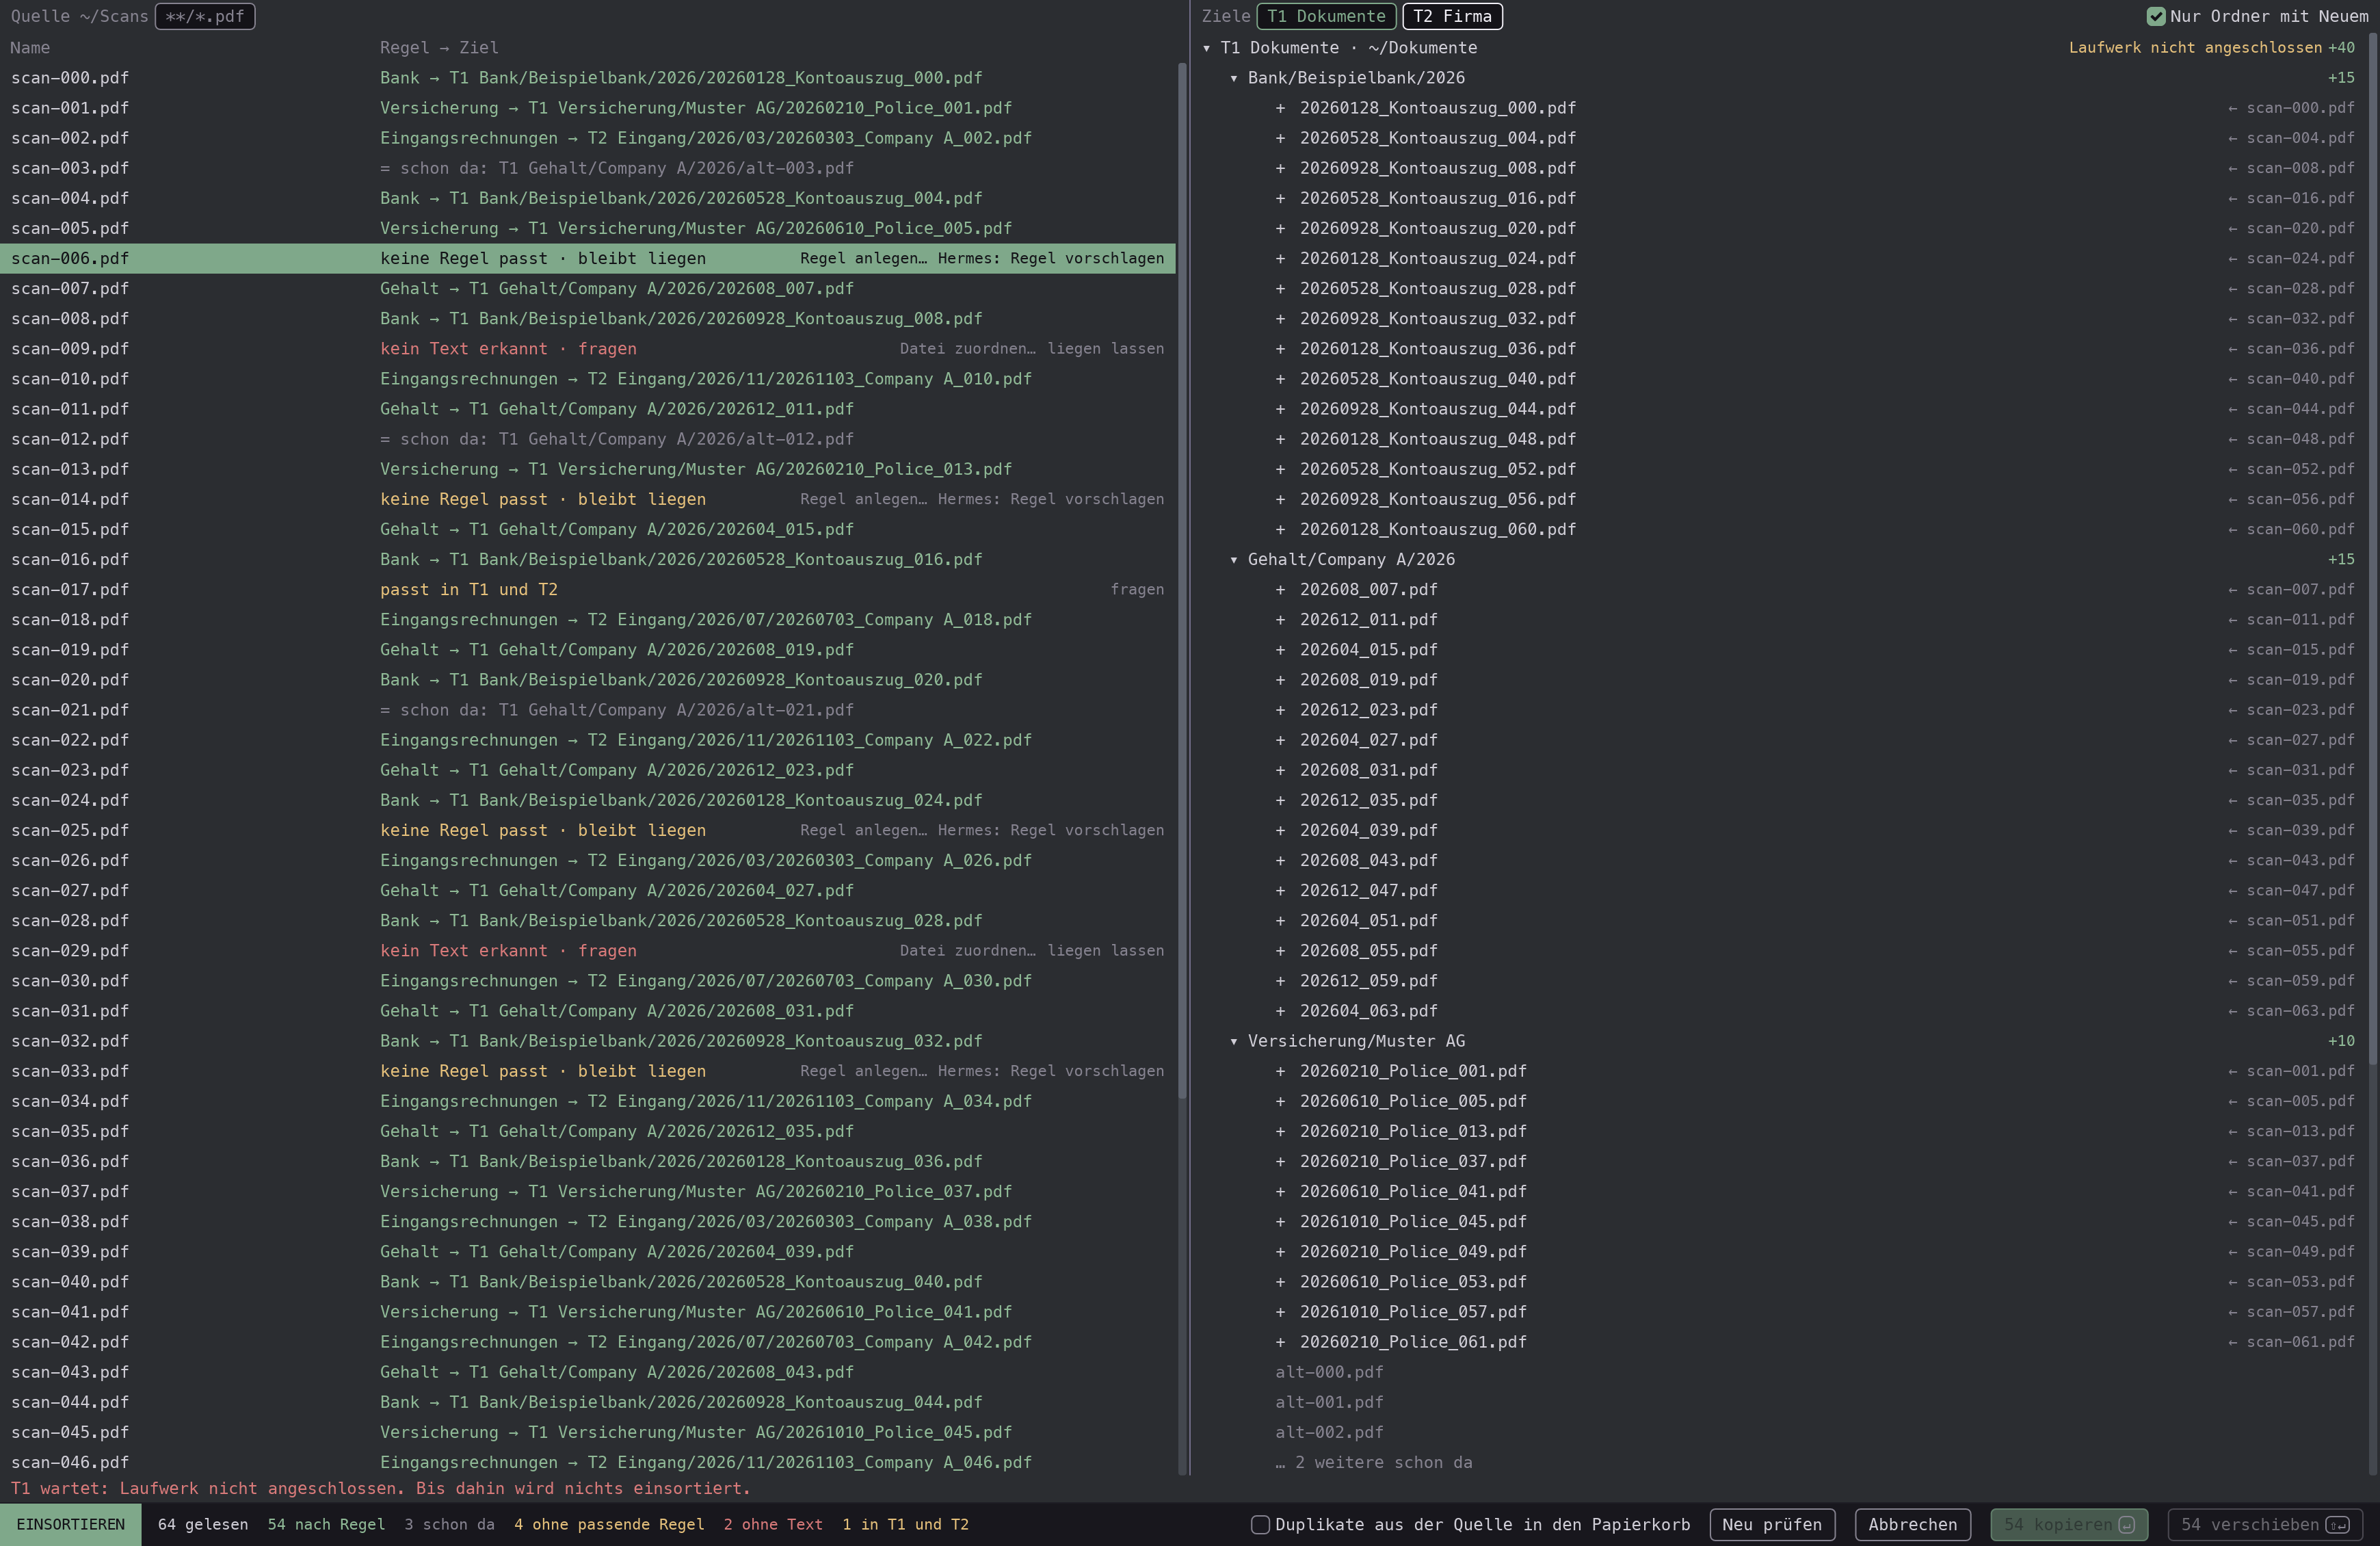 Quelle ~/Scans **/*.pdf
Name Regel → Ziel
scan-000.pdf Bank → T1 Bank/Beispielbank/2026/20260128_Kontoauszug_000.pdf
scan-001.pdf Versicherung → T1 Versicherung/Muster AG/20260210_Police_001.pdf
scan-002.pdf Eingangsrechnungen → T2 Eingang/2026/03/20260303_Company A_002.pdf
scan-003.pdf = schon da: T1 Gehalt/Company A/2026/alt-003.pdf
scan-004.pdf Bank → T1 Bank/Beispielbank/2026/20260528_Kontoauszug_004.pdf
scan-005.pdf Versicherung → T1 Versicherung/Muster AG/20260610_Police_005.pdf
scan-006.pdf keine Regel passt · bleibt liegen Regel anlegen… Hermes: Regel vorschlagen
scan-007.pdf Gehalt → T1 Gehalt/Company A/2026/202608_007.pdf
scan-008.pdf Bank → T1 Bank/Beispielbank/2026/20260928_Kontoauszug_008.pdf
scan-009.pdf kein Text erkannt · fragen Datei zuordnen… liegen lassen
scan-010.pdf Eingangsrechnungen → T2 Eingang/2026/11/20261103_Company A_010.pdf
scan-011.pdf Gehalt → T1 Gehalt/Company A/2026/202612_011.pdf
scan-012.pdf = schon da: T1 Gehalt/Company A/2026/alt-012.pdf
scan-013.pdf Versicherung → T1 Versicherung/Muster AG/20260210_Police_013.pdf
scan-014.pdf keine Regel passt · bleibt liegen Regel anlegen… Hermes: Regel vorschlagen
scan-015.pdf Gehalt → T1 Gehalt/Company A/2026/202604_015.pdf
scan-016.pdf Bank → T1 Bank/Beispielbank/2026/20260528_Kontoauszug_016.pdf
scan-017.pdf passt in T1 und T2 fragen
scan-018.pdf Eingangsrechnungen → T2 Eingang/2026/07/20260703_Company A_018.pdf
scan-019.pdf Gehalt → T1 Gehalt/Company A/2026/202608_019.pdf
scan-020.pdf Bank → T1 Bank/Beispielbank/2026/20260928_Kontoauszug_020.pdf
scan-021.pdf = schon da: T1 Gehalt/Company A/2026/alt-021.pdf
scan-022.pdf Eingangsrechnungen → T2 Eingang/2026/11/20261103_Company A_022.pdf
scan-023.pdf Gehalt → T1 Gehalt/Company A/2026/202612_023.pdf
scan-024.pdf Bank → T1 Bank/Beispielbank/2026/20260128_Kontoauszug_024.pdf
scan-025.pdf keine Regel passt · bleibt liegen Regel anlegen… Hermes: Regel vorschlagen
scan-026.pdf Eingangsrechnungen → T2 Eingang/2026/03/20260303_Company A_026.pdf
scan-027.pdf Gehalt → T1 Gehalt/Company A/2026/202604_027.pdf
scan-028.pdf Bank → T1 Bank/Beispielbank/2026/20260528_Kontoauszug_028.pdf
scan-029.pdf kein Text erkannt · fragen Datei zuordnen… liegen lassen
scan-030.pdf Eingangsrechnungen → T2 Eingang/2026/07/20260703_Company A_030.pdf
scan-031.pdf Gehalt → T1 Gehalt/Company A/2026/202608_031.pdf
scan-032.pdf Bank → T1 Bank/Beispielbank/2026/20260928_Kontoauszug_032.pdf
scan-033.pdf keine Regel passt · bleibt liegen Regel anlegen… Hermes: Regel vorschlagen
scan-034.pdf Eingangsrechnungen → T2 Eingang/2026/11/20261103_Company A_034.pdf
scan-035.pdf Gehalt → T1 Gehalt/Company A/2026/202612_035.pdf
scan-036.pdf Bank → T1 Bank/Beispielbank/2026/20260128_Kontoauszug_036.pdf
scan-037.pdf Versicherung → T1 Versicherung/Muster AG/20260210_Police_037.pdf
scan-038.pdf Eingangsrechnungen → T2 Eingang/2026/03/20260303_Company A_038.pdf
scan-039.pdf Gehalt → T1 Gehalt/Company A/2026/202604_039.pdf
scan-040.pdf Bank → T1 Bank/Beispielbank/2026/20260528_Kontoauszug_040.pdf
scan-041.pdf Versicherung → T1 Versicherung/Muster AG/20260610_Police_041.pdf
scan-042.pdf Eingangsrechnungen → T2 Eingang/2026/07/20260703_Company A_042.pdf
scan-043.pdf Gehalt → T1 Gehalt/Company A/2026/202608_043.pdf
scan-044.pdf Bank → T1 Bank/Beispielbank/2026/20260928_Kontoauszug_044.pdf
scan-045.pdf Versicherung → T1 Versicherung/Muster AG/20261010_Police_045.pdf
scan-046.pdf Eingangsrechnungen → T2 Eingang/2026/11/20261103_Company A_046.pdf
Ziele T1 Dokumente T2 Firma Nur Ordner mit Neuem
▾ T1 Dokumente · ~/Dokumente Laufwerk nicht angeschlossen +40
▾ Bank/Beispielbank/2026 +15
+ 20260128_Kontoauszug_000.pdf ← scan-000.pdf
+ 20260528_Kontoauszug_004.pdf ← scan-004.pdf
+ 20260928_Kontoauszug_008.pdf ← scan-008.pdf
+ 20260528_Kontoauszug_016.pdf ← scan-016.pdf
+ 20260928_Kontoauszug_020.pdf ← scan-020.pdf
+ 20260128_Kontoauszug_024.pdf ← scan-024.pdf
+ 20260528_Kontoauszug_028.pdf ← scan-028.pdf
+ 20260928_Kontoauszug_032.pdf ← scan-032.pdf
+ 20260128_Kontoauszug_036.pdf ← scan-036.pdf
+ 20260528_Kontoauszug_040.pdf ← scan-040.pdf
+ 20260928_Kontoauszug_044.pdf ← scan-044.pdf
+ 20260128_Kontoauszug_048.pdf ← scan-048.pdf
+ 20260528_Kontoauszug_052.pdf ← scan-052.pdf
+ 20260928_Kontoauszug_056.pdf ← scan-056.pdf
+ 20260128_Kontoauszug_060.pdf ← scan-060.pdf
▾ Gehalt/Company A/2026 +15
+ 202608_007.pdf ← scan-007.pdf
+ 202612_011.pdf ← scan-011.pdf
+ 202604_015.pdf ← scan-015.pdf
+ 202608_019.pdf ← scan-019.pdf
+ 202612_023.pdf ← scan-023.pdf
+ 202604_027.pdf ← scan-027.pdf
+ 202608_031.pdf ← scan-031.pdf
+ 202612_035.pdf ← scan-035.pdf
+ 202604_039.pdf ← scan-039.pdf
+ 202608_043.pdf ← scan-043.pdf
+ 202612_047.pdf ← scan-047.pdf
+ 202604_051.pdf ← scan-051.pdf
+ 202608_055.pdf ← scan-055.pdf
+ 202612_059.pdf ← scan-059.pdf
+ 202604_063.pdf ← scan-063.pdf
▾ Versicherung/Muster AG +10
+ 20260210_Police_001.pdf ← scan-001.pdf
+ 20260610_Police_005.pdf ← scan-005.pdf
+ 20260210_Police_013.pdf ← scan-013.pdf
+ 20260210_Police_037.pdf ← scan-037.pdf
+ 20260610_Police_041.pdf ← scan-041.pdf
+ 20261010_Police_045.pdf ← scan-045.pdf
+ 20260210_Police_049.pdf ← scan-049.pdf
+ 20260610_Police_053.pdf ← scan-053.pdf
+ 20261010_Police_057.pdf ← scan-057.pdf
+ 20260210_Police_061.pdf ← scan-061.pdf
alt-000.pdf
alt-001.pdf
alt-002.pdf
… 2 weitere schon da
T1 wartet: Laufwerk nicht angeschlossen. Bis dahin wird nichts einsortiert.
EINSORTIEREN 64 gelesen 54 nach Regel 3 schon da 4 ohne passende Regel 2 ohne Text 1 in T1 und T2 Duplikate aus der Quelle in den Papierkorb Neu prüfen Abbrechen 54 kopieren ↵ 54 verschieben ⇧↵